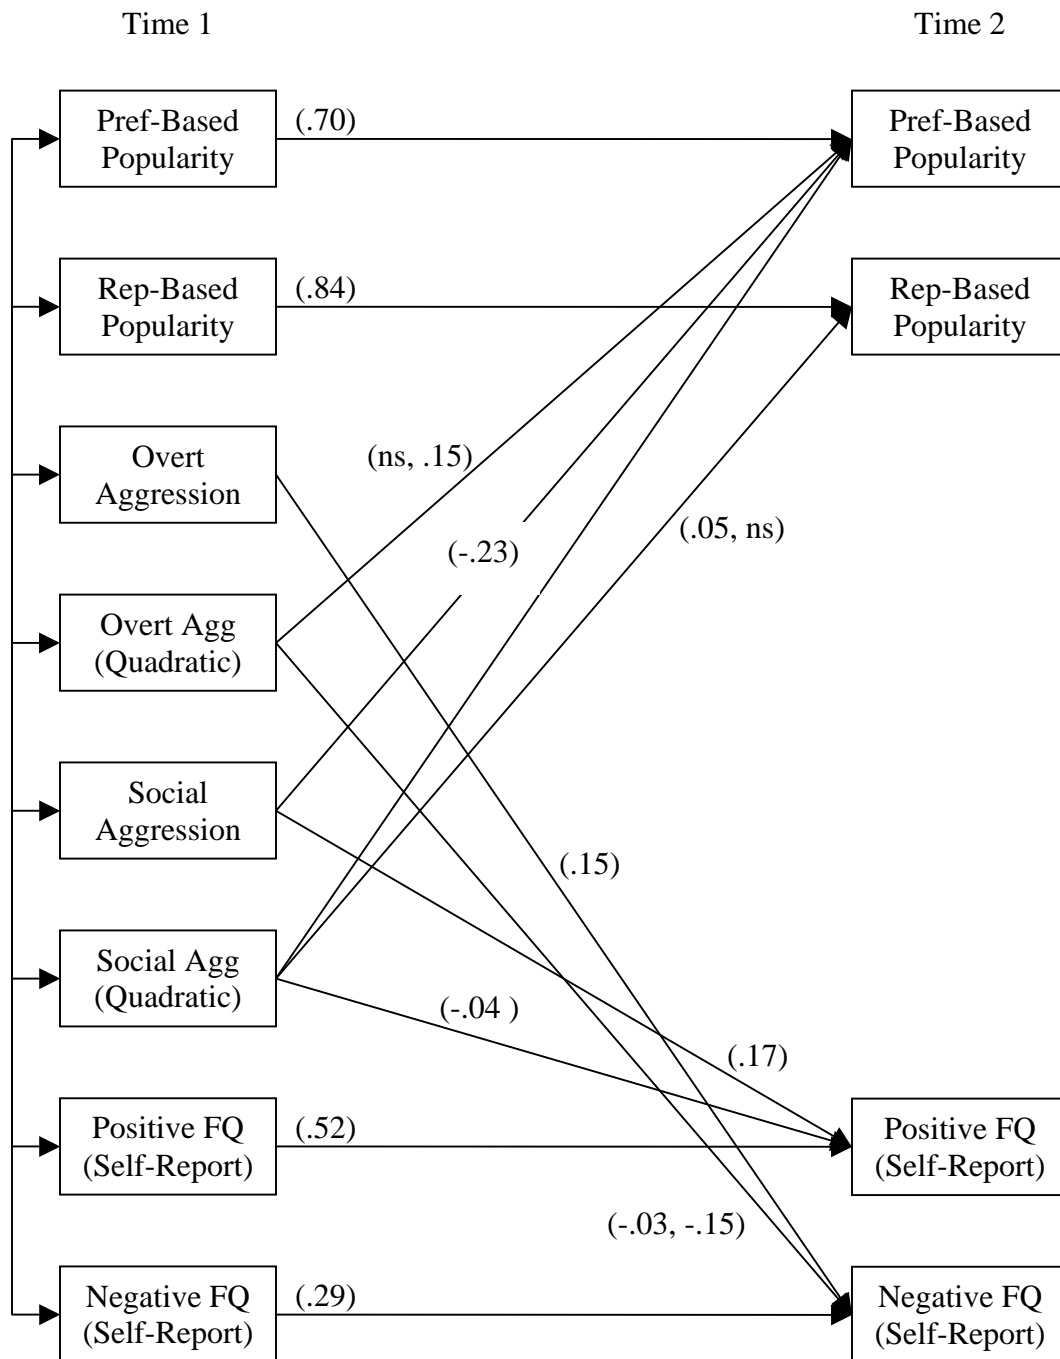 Time 1
Time 2
Pref-Based
Popularity
(.70)
Pref-Based
Popularity
Rep-Based
Popularity
(.84)
Rep-Based
Popularity
Overt
Aggression
(ns, .15)
(.05, ns)
(-.23)
Overt Agg
(Quadratic)
Social
Aggression
(.15)
Social Agg
(Quadratic)
(-.04 )
(.17)
Positive FQ
(Self-Report)
(.52)
Positive FQ
(Self-Report)
(-.03, -.15)
Negative FQ
(Self-Report)
(.29)
Negative FQ
(Self-Report)